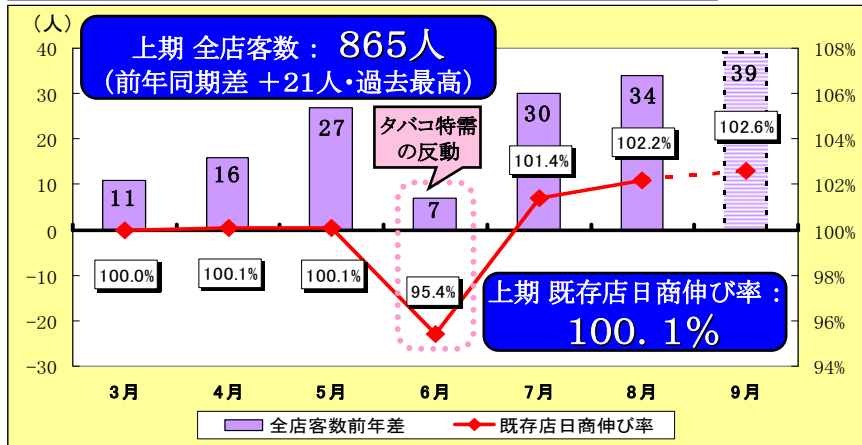 (人)
上期 全店客数： 865人
(前年同期差 +21人・過去最高)
40
30
20
10
0
-10
-20
-30
108%
106%
104%
102%
100%
98%
96%
94%
11
16
27
7
30
34
39
タバコ特需
の反動
100.0%
100.1%
100.1%
95.4%
101.4%
102.2%
102.6%
上期 既存店日商伸び率：
100.1%
3月
4月
5月
6月
7月
8月
9月
全店客数前年差
既存店日商伸び率